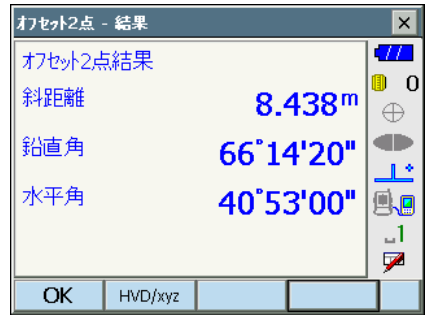 オフセット2点 - 結果
オフセット2点結果
斜距離 8.438m
鉛直角 66°14'20"
水平角 40°53'00"
0
1
OK HVD/xyz